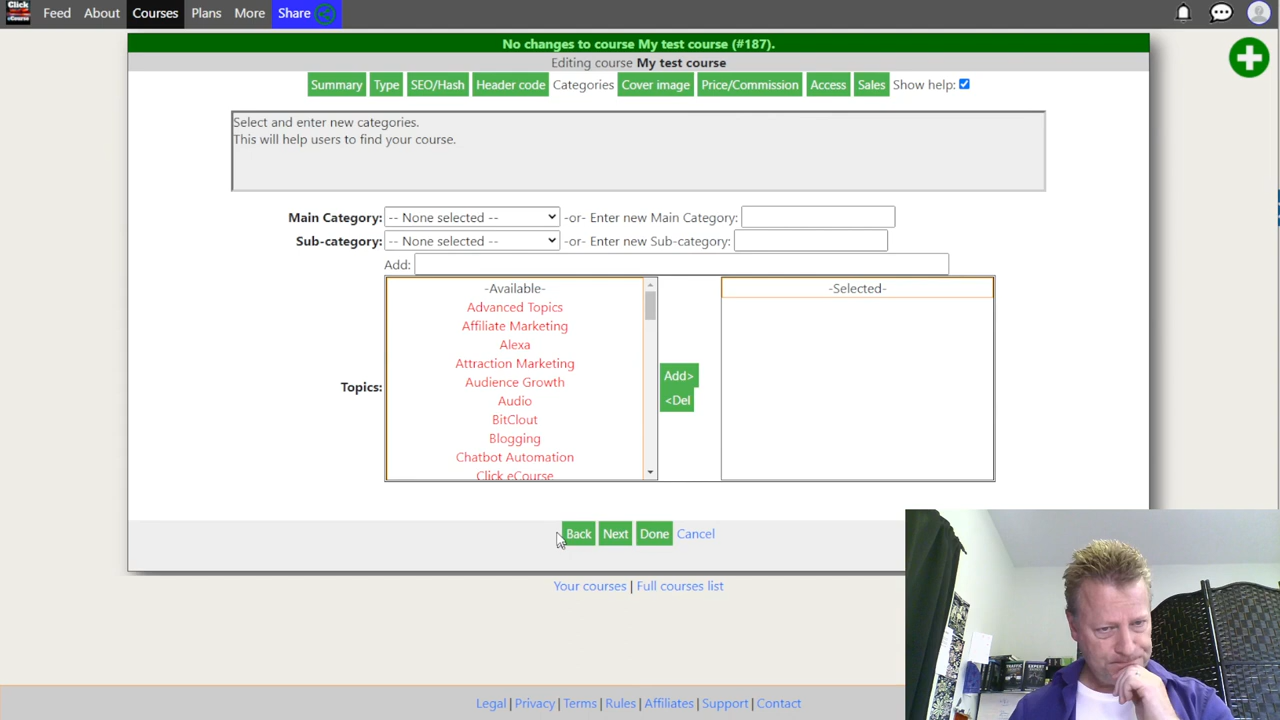 Click
eCourse
Feed About Courses Plans More Share
No changes to course My test course (#187).
Editing course My test course
Summary Type SEO/Hash Header code Categories Cover image Price/Commission Access Sales Show help:
Select and enter new categories.
This will help users to find your course.
Main Category: -- None selected -- -or- Enter new Main Category:
Sub-category: -- None selected -- -or- Enter new Sub-category:
Add:
-Available-
Advanced Topics
Affiliate Marketing
Alexa
Attraction Marketing
Audience Growth
Audio
BitClout
Blogging
Chatbot Automation
Click eCourse
Topics:
Add>
<Del
-Selected-
Back Next Done Cancel
Your courses | Full courses list
Legal | Privacy | Terms | Rules | Affiliates | Support | Contact